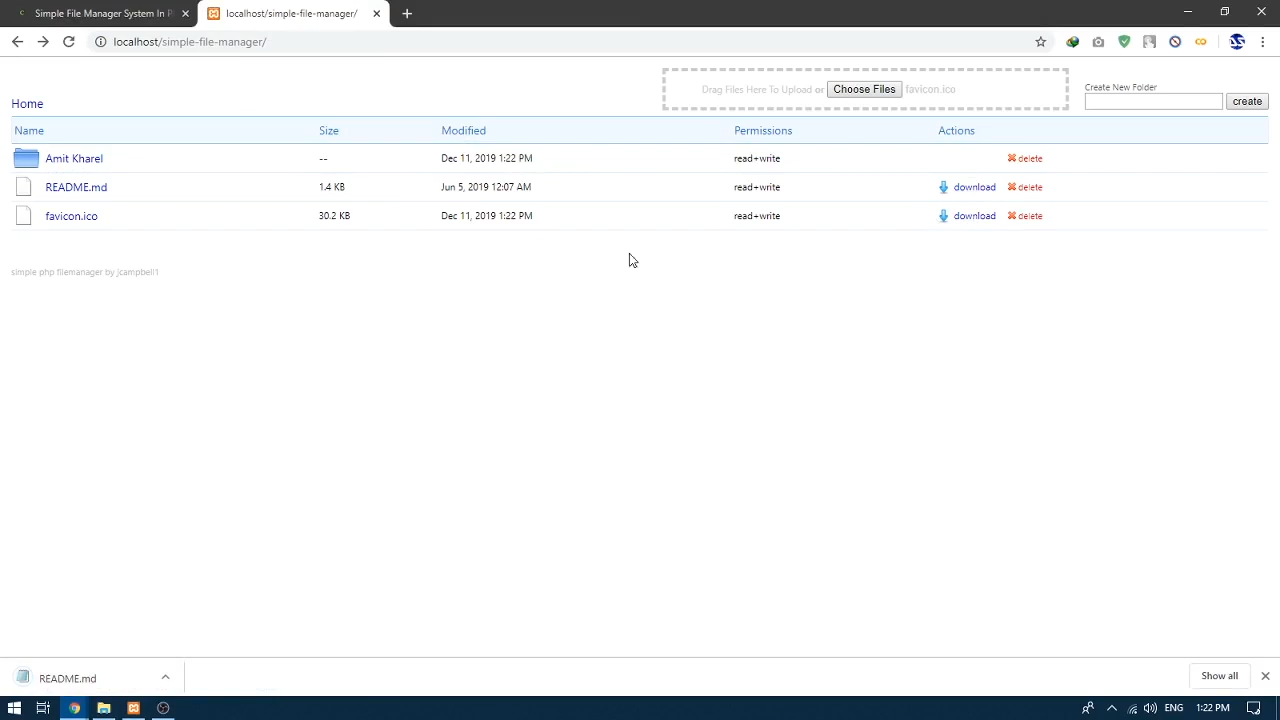 Simple File Manager System In P
localhost/simple-file-manager/
localhost/simple-file-manager/
Drag Files Here To Upload or Choose Files favicon.ico
Create New Folder
create
Home
Name Size Modified Permissions Actions
Amit Kharel -- Dec 11, 2019 1:22 PM read+write delete
README.md 1.4 KB Jun 5, 2019 12:07 AM read+write download delete
favicon.ico 30.2 KB Dec 11, 2019 1:22 PM read+write download delete
simple php filemanager by jcampbell1
README.md
Show all
ENG 1:22 PM